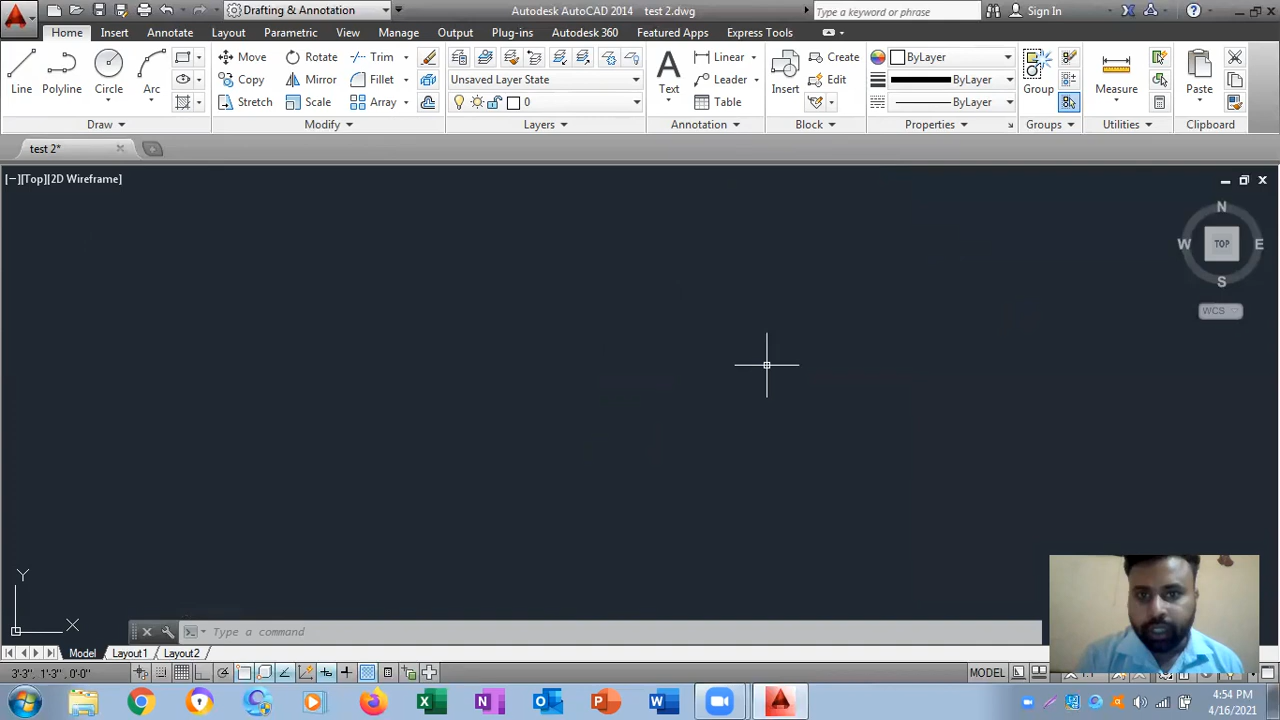 Drafting & Annotation
Autodesk AutoCAD 2014 test 2.dwg
Type a keyword or phrase
Sign In
Home Insert Annotate Layout Parametric View Manage Output Plug-ins Autodesk 360 Featured Apps Express Tools
Line Polyline Circle Arc
Move Rotate Trim
Copy Mirror Fillet
Stretch Scale Array
Unsaved Layer State
0
Text
Linear
Leader
Table
Insert
Create
Edit
ByLayer
ByLayer
ByLayer
Group
Measure
Paste
Draw Modify Layers Annotation Block Properties Groups Utilities Clipboard
test 2*
[−][Top][2D Wireframe]
N
W TOP E
S
WCS
Y
X
Type a command
Model Layout1 Layout2
3'-3", 1'-3", 0'-0"
MODEL
4:54 PM
4/16/2021